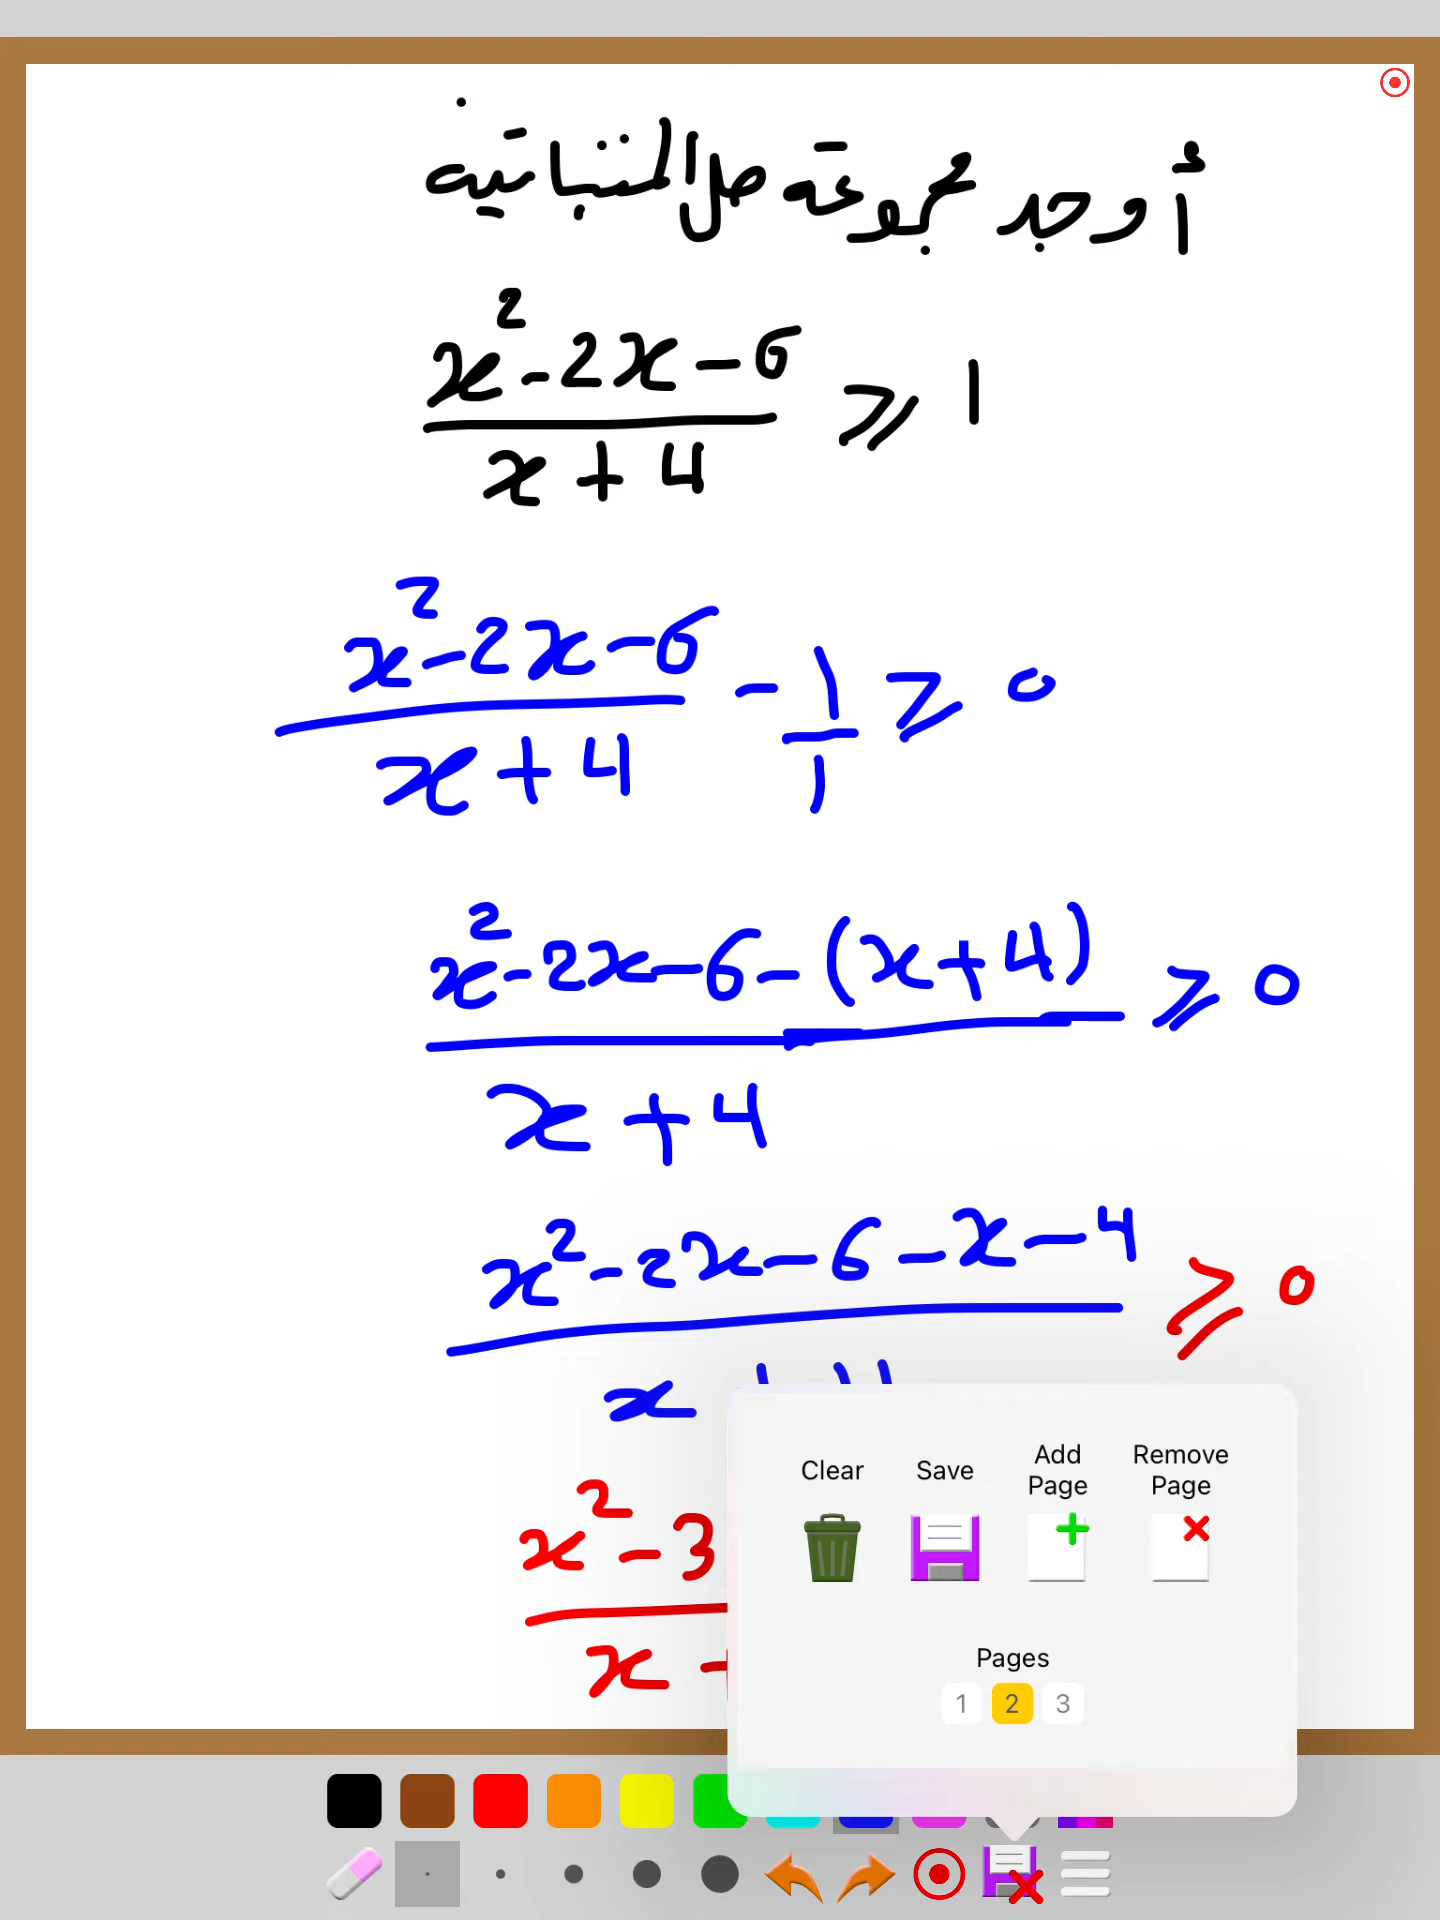 أوجد مجموعة حل المتباينة
x² - 2x - 6 / x + 4 ≥ 1
x² - 2x - 6 / x + 4 - 1/1 ≥ 0
x² - 2x - 6 - (x + 4) / x + 4 ≥ 0
x² - 2x - 6 - x - 4 / x ≥ 0
x² - 3
x -
Clear Save Add Page Remove Page
Pages
1 2 3